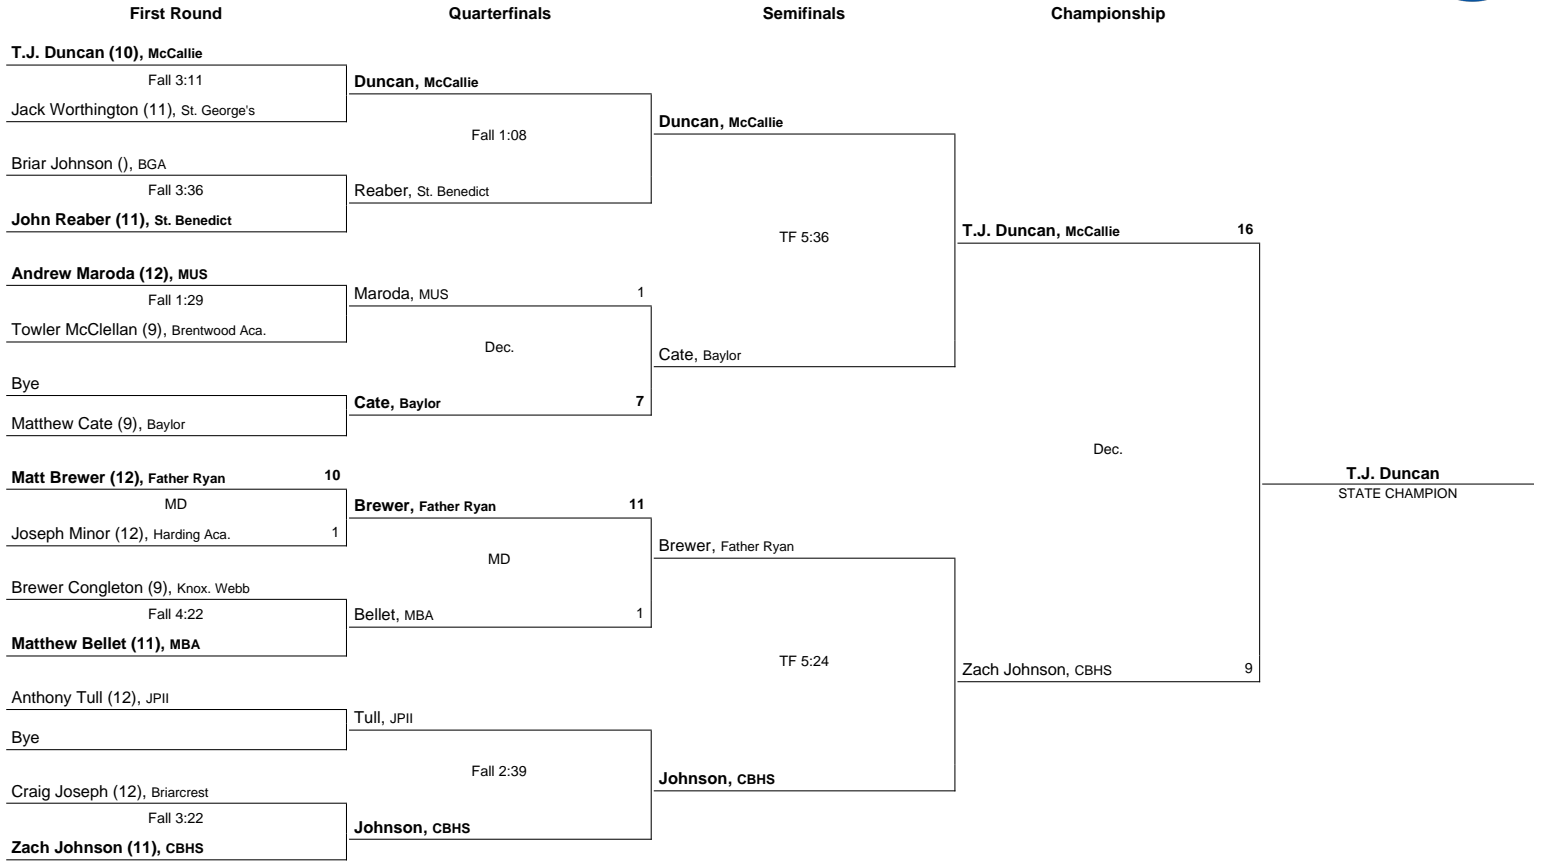 First Round Quarterfinals Semifinals Championship
T.J. Duncan (10), McCallie
Fall 3:11
Jack Worthington (11), St. George's
Briar Johnson (), BGA
Fall 3:36
John Reaber (11), St. Benedict
Andrew Maroda (12), MUS
Fall 1:29
Towler McClellan (9), Brentwood Aca.
Bye
Matthew Cate (9), Baylor
Matt Brewer (12), Father Ryan 10
MD
Joseph Minor (12), Harding Aca. 1
Brewer Congleton (9), Knox. Webb
Fall 4:22
Matthew Bellet (11), MBA
Anthony Tull (12), JPII
Bye
Craig Joseph (12), Briarcrest
Fall 3:22
Zach Johnson (11), CBHS
Duncan, McCallie
Fall 1:08
Reaber, St. Benedict
Maroda, MUS 1
Dec.
Cate, Baylor 7
Brewer, Father Ryan 11
MD
Bellet, MBA 1
Tull, JPII
Fall 2:39
Johnson, CBHS
Duncan, McCallie
TF 5:36
Cate, Baylor
Brewer, Father Ryan
TF 5:24
Johnson, CBHS
T.J. Duncan, McCallie 16
Dec.
Zach Johnson, CBHS 9
T.J. Duncan
STATE CHAMPION